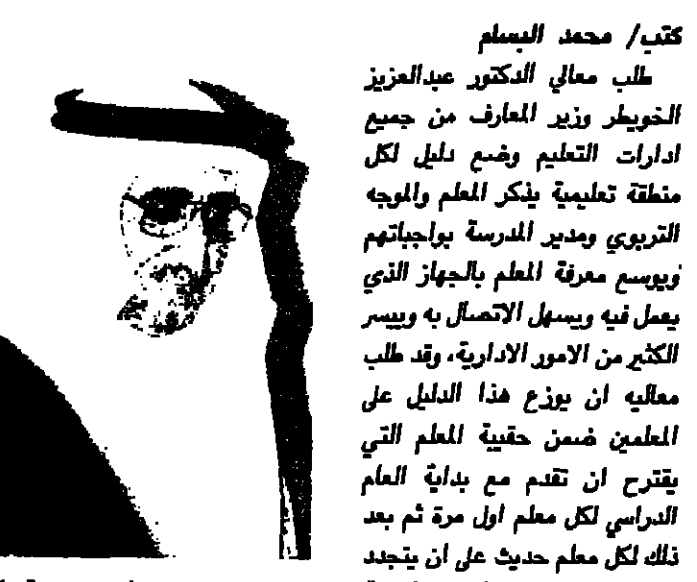 كتب/ محمد البسام
طلب معالي الدكتور عبدالعزيز
الخويطر وزير المعارف من جميع
ادارات التعليم وضع دليل لكل
منطقة تعليمية يذكر المعلم والموجه
التربوي ومدير المدرسة بواجباتهم
ويوسع معرفة المعلم بالجهاز الذي
يعمل فيه ويسهل الاتصال به وييسر
الكثير من الامور الادارية، وقد طلب
معاليه ان يوزع هذا الدليل على
المعلمين ضمن حقيبة المعلم التي
يقترح ان تقدم مع بداية العام
الدراسي لكل معلم اول مرة ثم بعد
ذلك لكل معلم حديث على ان يتجدد